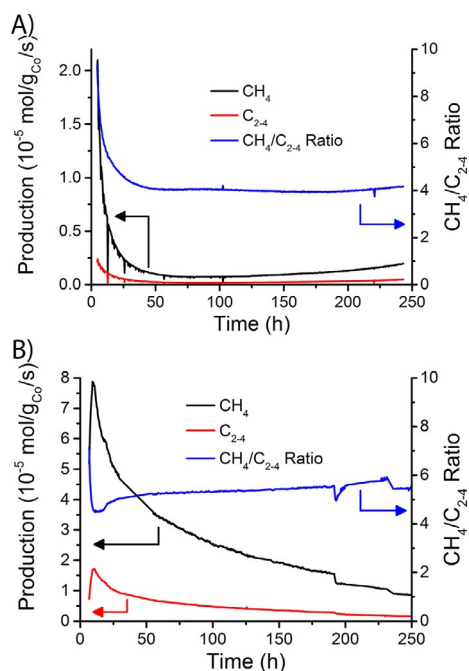 A)
Production (10⁻⁵ mol/g_Co/s)
2.0
1.5
1.0
0.5
0.0
CH₄
C₂₋₄
CH₄/C₂₋₄ Ratio
10
8
6
4
2
0
CH₄/C₂₋₄ Ratio
0 50 100 150 200 250
Time (h)
B)
Production (10⁻⁵ mol/g_Co/s)
8
7
6
5
4
3
2
1
0
CH₄
C₂₋₄
CH₄/C₂₋₄ Ratio
10
8
6
4
2
0
CH₄/C₂₋₄ Ratio
0 50 100 150 200 250
Time (h)